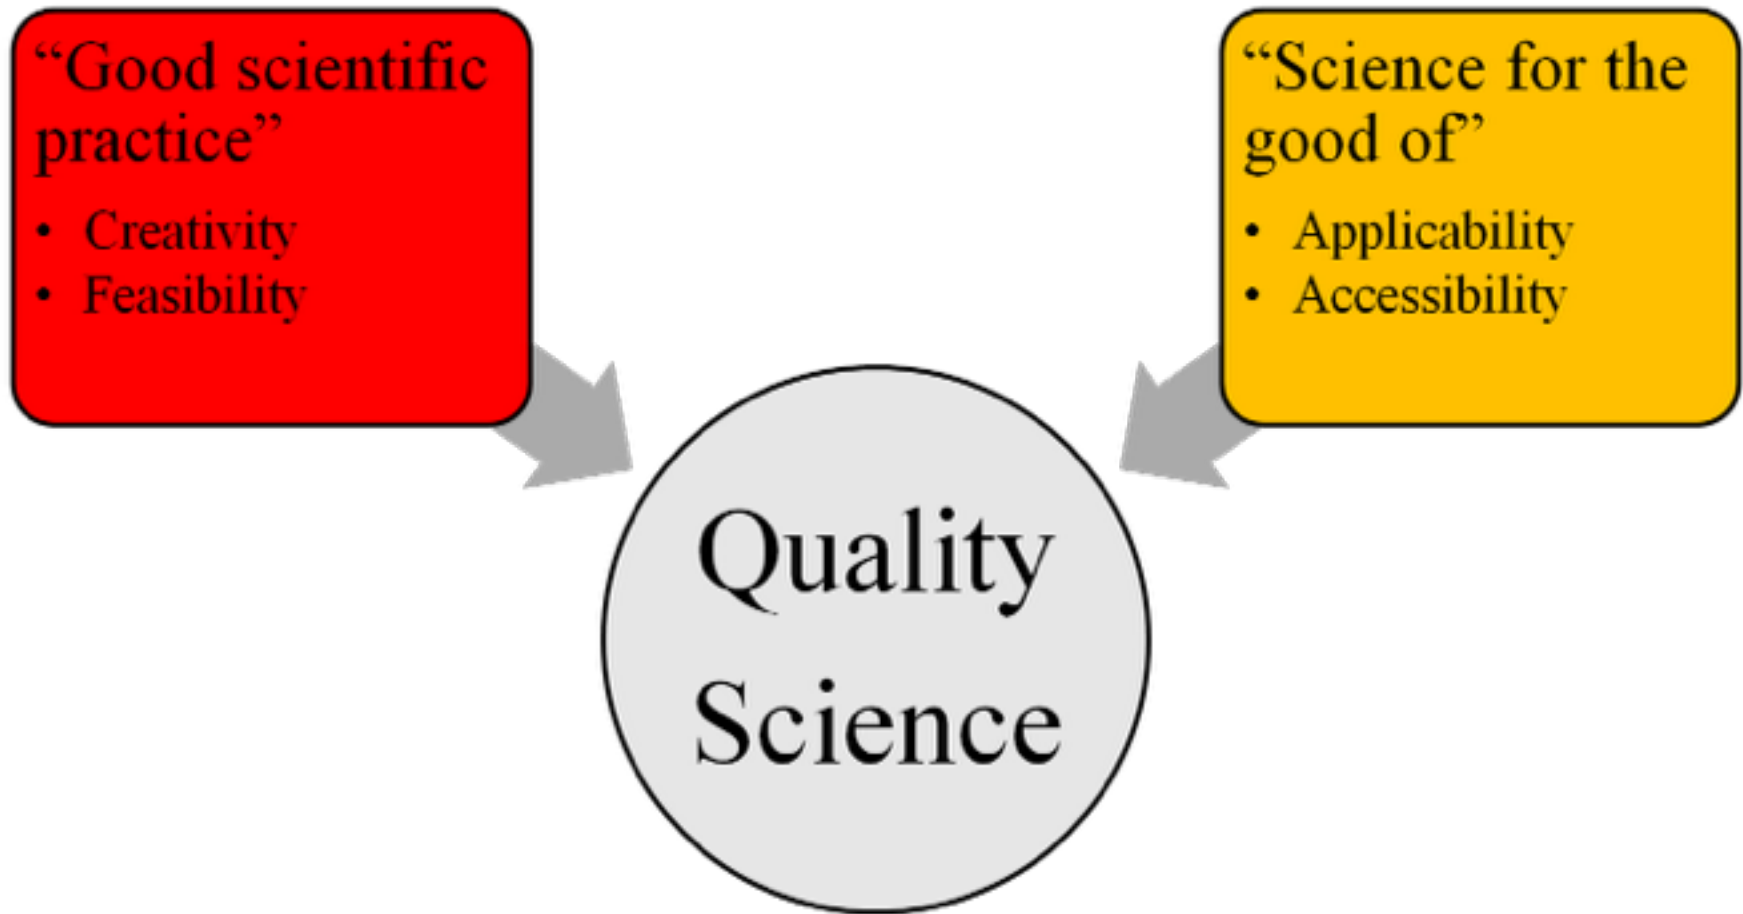 “Good scientific
practice”
• Creativity
• Feasibility
“Science for the
good of”
• Applicability
• Accessibility
Quality
Science